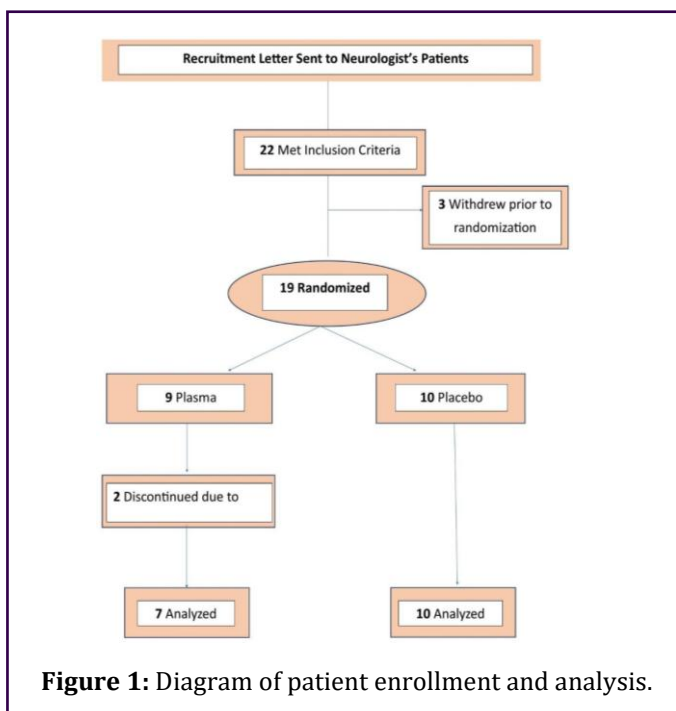 Recruitment Letter Sent to Neurologist's Patients
22 Met Inclusion Criteria
3 Withdrew prior to
randomization
19 Randomized
9 Plasma
10 Placebo
2 Discontinued due to
7 Analyzed
10 Analyzed
Figure 1: Diagram of patient enrollment and analysis.